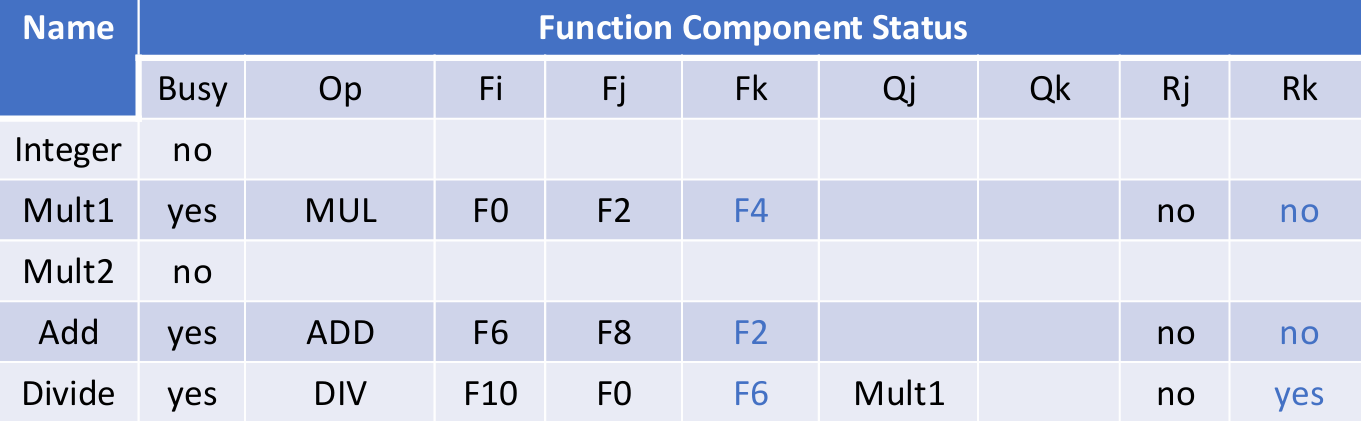 Name Function Component Status
Busy Op Fi Fj Fk Qj Qk Rj Rk
Integer no
Mult1 yes MUL F0 F2 F4 no no
Mult2 no
Add yes ADD F6 F8 F2 no no
Divide yes DIV F10 F0 F6 Mult1 no yes